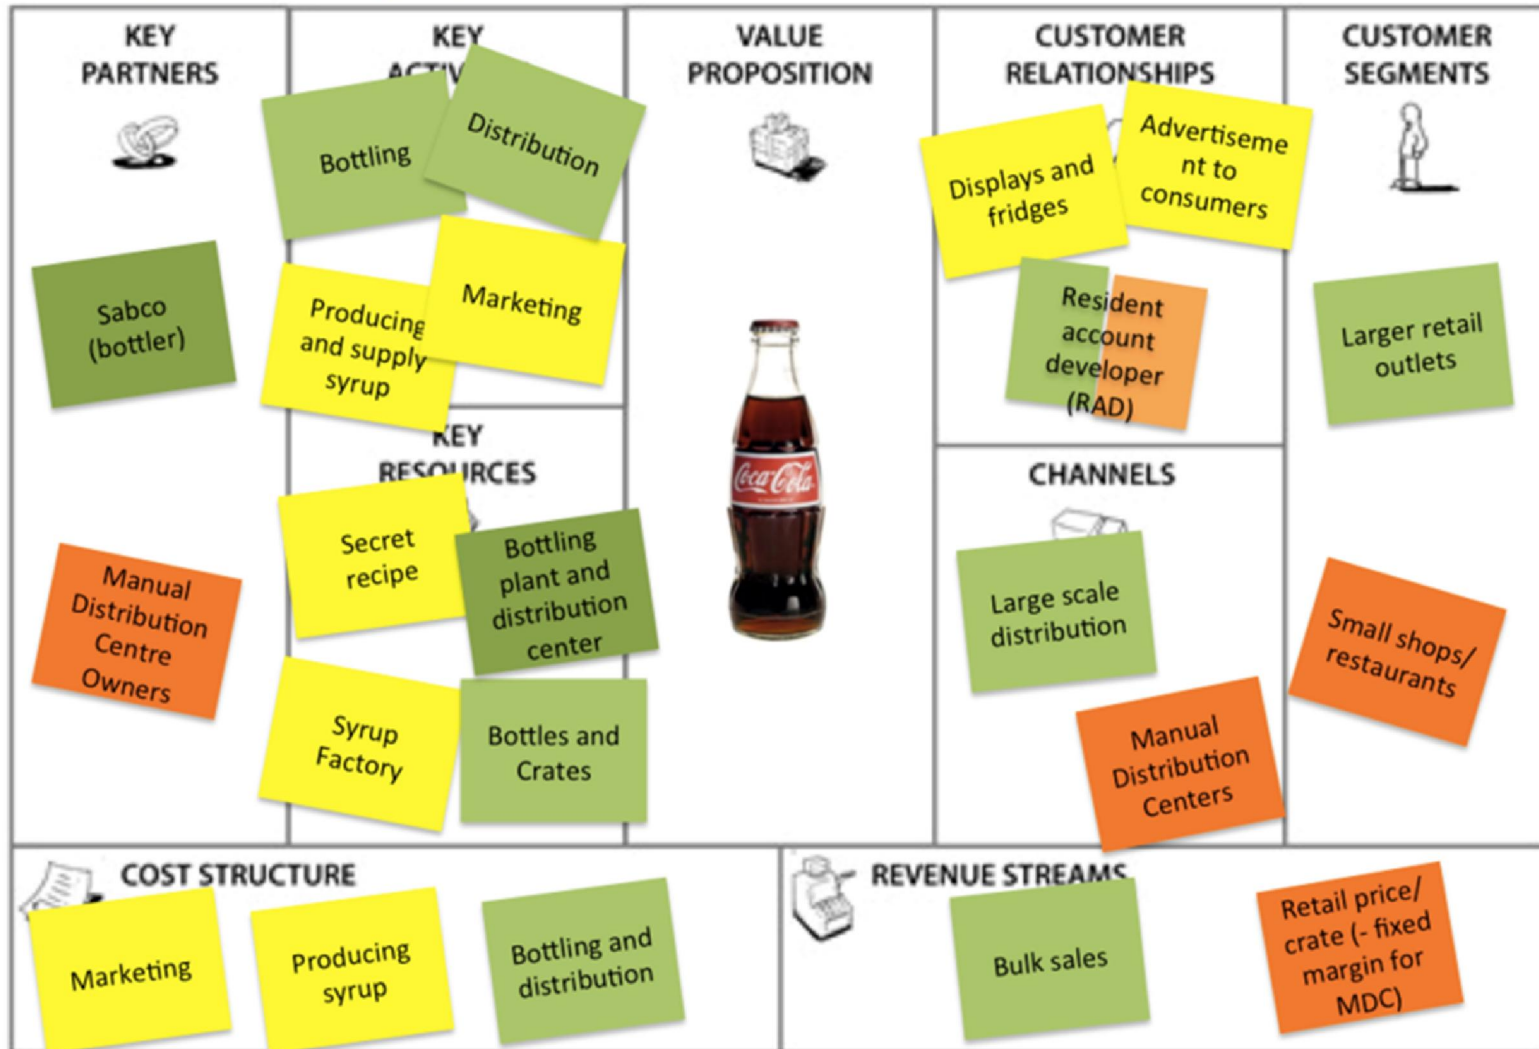 KEY
PARTNERS
Sabco
(bottler)
Manual
Distribution
Centre
Owners
KEY
Bottling
Distribution
Producing
and supply
syrup
Marketing
KEY
RESOURCES
Secret
recipe
Bottling
plant and
distribution
center
Syrup
Factory
Bottles and
Crates
VALUE
PROPOSITION
Coca-Cola
CUSTOMER
RELATIONSHIPS
Displays and
fridges
Advertiseme
nt to
consumers
Resident
account
developer
(RAD)
CHANNELS
Large scale
distribution
Manual
Distribution
Centers
CUSTOMER
SEGMENTS
Larger retail
outlets
Small shops/
restaurants
COST STRUCTURE
Marketing
Producing
syrup
Bottling and
distribution
REVENUE STREAMS
Bulk sales
Retail price/
crate (- fixed
margin for
MDC)